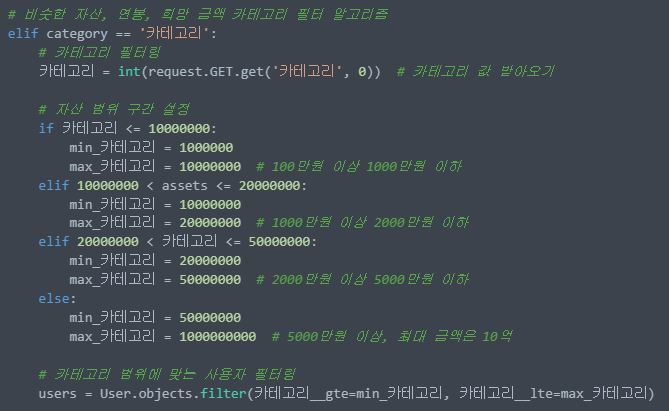 # 비슷한 자산, 연봉, 희망 금액 카테고리 필터 알고리즘
elif category == '카테고리':
    # 카테고리 필터링
    카테고리 = int(request.GET.get('카테고리', 0))  # 카테고리 값 받아오기

    # 자산 범위 구간 설정
    if 카테고리 <= 10000000:
        min_카테고리 = 1000000
        max_카테고리 = 10000000  # 100만원 이상 1000만원 이하
    elif 10000000 < assets <= 20000000:
        min_카테고리 = 10000000
        max_카테고리 = 20000000  # 1000만원 이상 2000만원 이하
    elif 20000000 < 카테고리 <= 50000000:
        min_카테고리 = 20000000
        max_카테고리 = 50000000  # 2000만원 이상 5000만원 이하
    else:
        min_카테고리 = 50000000
        max_카테고리 = 1000000000  # 5000만원 이상, 최대 금액은 10억

    # 카테고리 범위에 맞는 사용자 필터링
    users = User.objects.filter(카테고리__gte=min_카테고리, 카테고리__lte=max_카테고리)